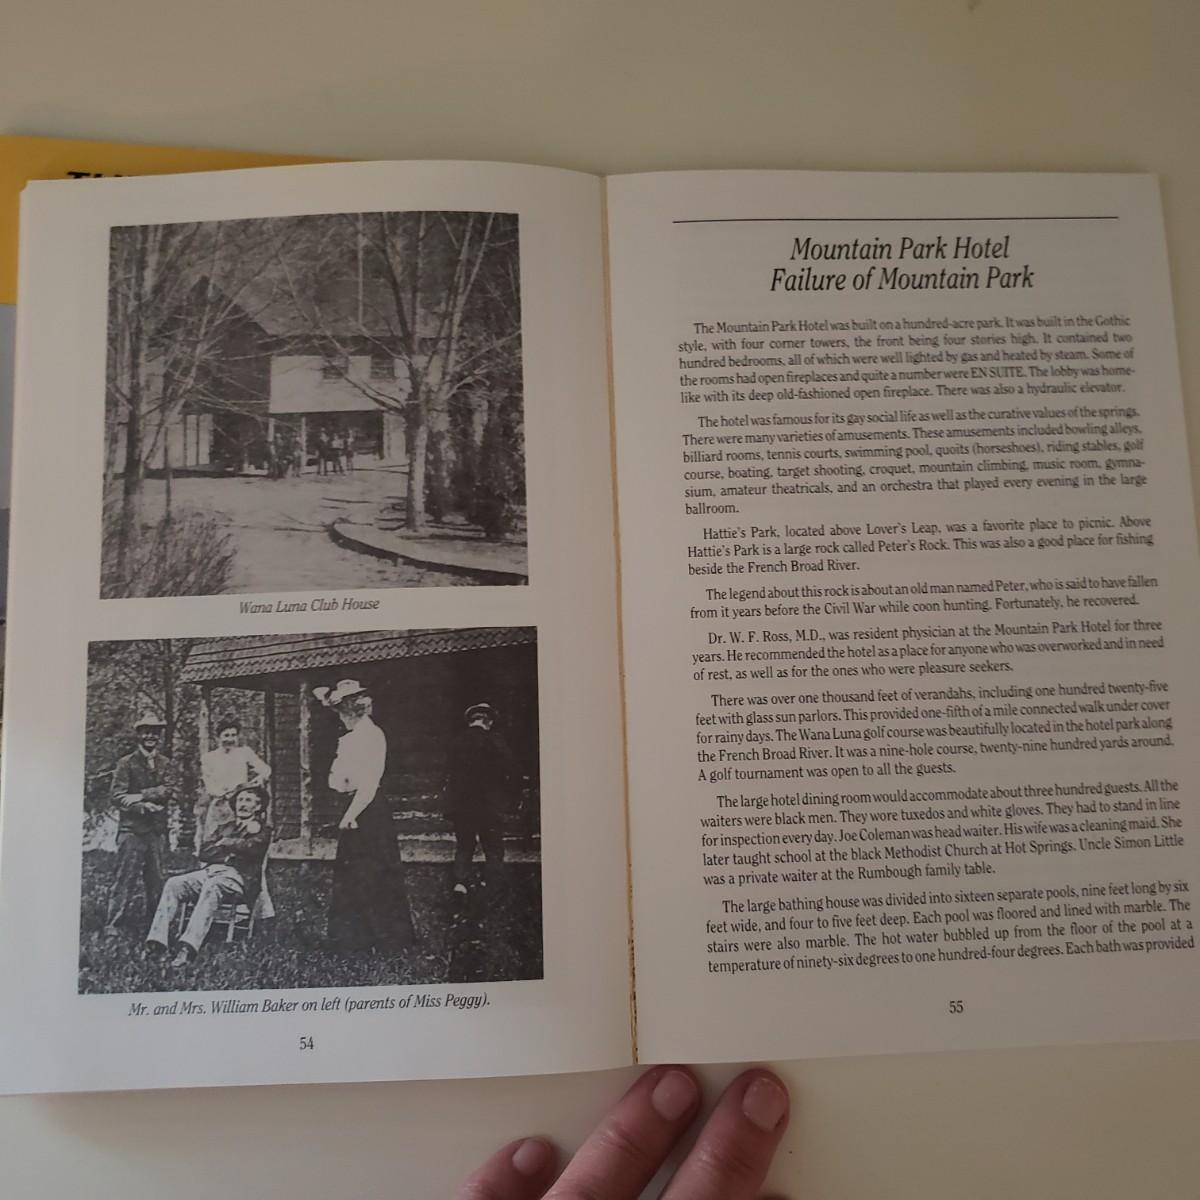 Wana Luna Club House
Mr. and Mrs. William Baker on left (parents of Miss Peggy).
54
Mountain Park Hotel
Failure of Mountain Park
The Mountain Park Hotel was built on a hundred-acre park. It was built in the Gothic
style, with four corner towers, the front being four stories high. It contained two
hundred bedrooms, all of which were well lighted by gas and heated by steam. Some of
the rooms had open fireplaces and quite a number were EN SUITE. The lobby was home-
like with its deep old-fashioned open fireplace. There was also a hydraulic elevator.
The hotel was famous for its gay social life as well as the curative values of the springs.
There were many varieties of amusements. These amusements included bowling alleys,
billiard rooms, tennis courts, swimming pool, quoits (horseshoes), riding stables, golf
course, boating, target shooting, croquet, mountain climbing, music room, gymna-
sium, amateur theatricals, and an orchestra that played every evening in the large
ballroom.
Hattie's Park, located above Lover's Leap, was a favorite place to picnic. Above
Hattie's Park is a large rock called Peter's Rock. This was also a good place for fishing
beside the French Broad River.
The legend about this rock is about an old man named Peter, who is said to have fallen
from it years before the Civil War while coon hunting. Fortunately, he recovered.
Dr. W. F. Ross, M.D., was resident physician at the Mountain Park Hotel for three
years. He recommended the hotel as a place for anyone who was overworked and in need
of rest, as well as for the ones who were pleasure seekers.
There was over one thousand feet of verandahs, including one hundred twenty-five
feet with glass sun parlors. This provided one-fifth of a mile connected walk under cover
for rainy days. The Wana Luna golf course was beautifully located in the hotel park along
the French Broad River. It was a nine-hole course, twenty-nine hundred yards around.
A golf tournament was open to all the guests.
The large hotel dining room would accommodate about three hundred guests. All the
waiters were black men. They wore tuxedos and white gloves. They had to stand in line
for inspection every day. Joe Coleman was head waiter. His wife was a cleaning maid. She
later taught school at the black Methodist Church at Hot Springs. Uncle Simon Little
was a private waiter at the Rumbough family table.
The large bathing house was divided into sixteen separate pools, nine feet long by six
feet wide, and four to five feet deep. Each pool was floored and lined with marble. The
stairs were also marble. The hot water bubbled up from the floor of the pool at a
temperature of ninety-six degrees to one hundred-four degrees. Each bath was provided
55